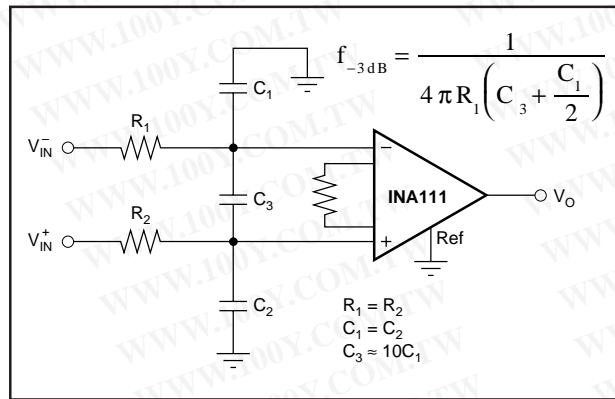 f−3dB = 1 / 4πR1(C3 + C1/2)
C1
R1
V−IN
C3
INA111
VO
R2
V+IN
Ref
C2
R1 = R2
C1 = C2
C3 ≈ 10C1
−
+
WWW.100Y.COM.TW